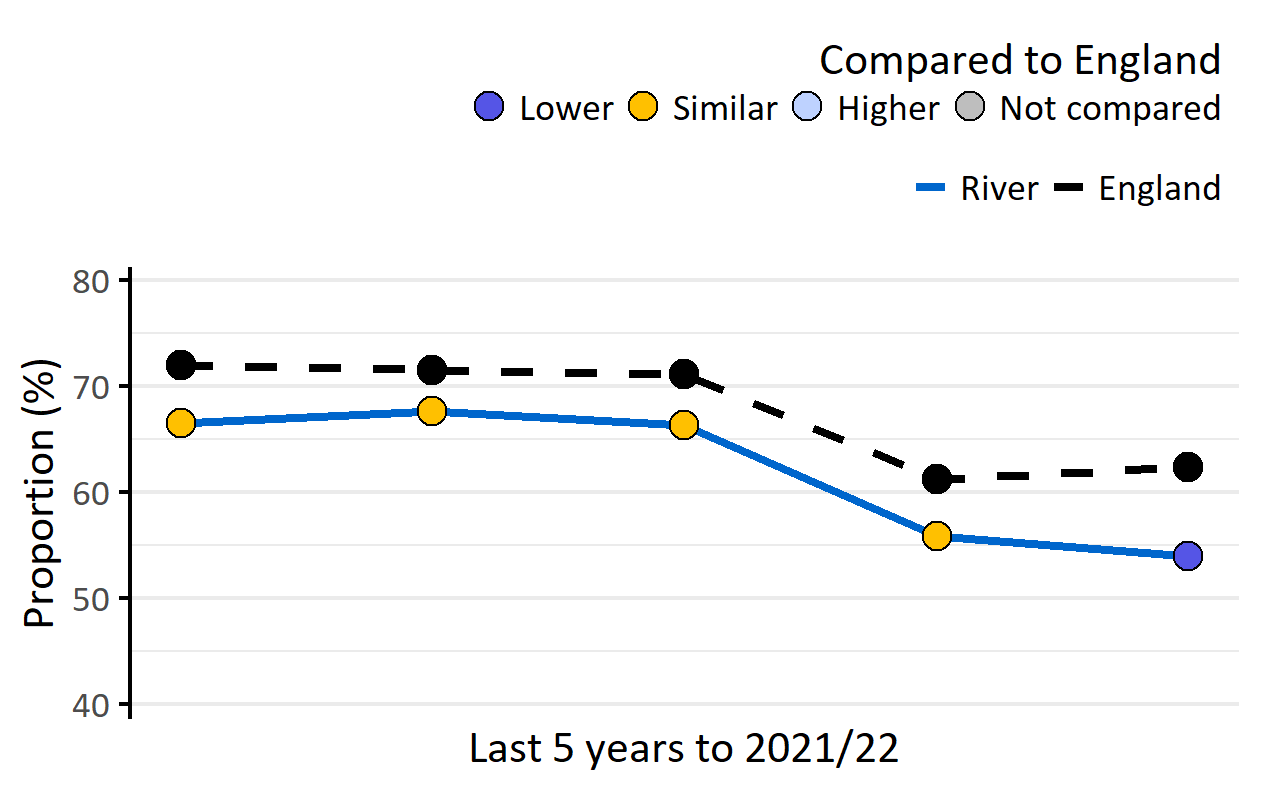 Compared to England
Lower Similar Higher Not compared
River England
80
70
60
50
40
Proportion (%)
Last 5 years to 2021/22